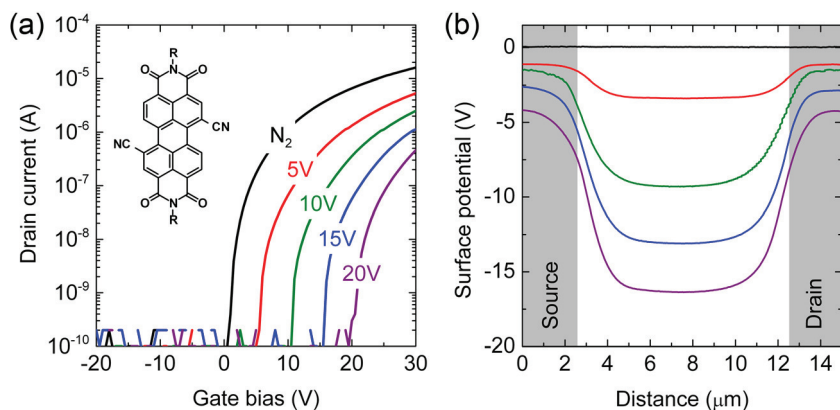 (a)
10⁻⁴
10⁻⁵
10⁻⁶
10⁻⁷
10⁻⁸
10⁻⁹
10⁻¹⁰
Drain current (A)
R
O N O
CN
NC
O N O
R
N₂
5V
10V
15V
20V
-20 -10 0 10 20 30
Gate bias (V)
(b)
0
-5
-10
-15
-20
Surface potential (V)
Source
Drain
0 2 4 6 8 10 12 14
Distance (μm)